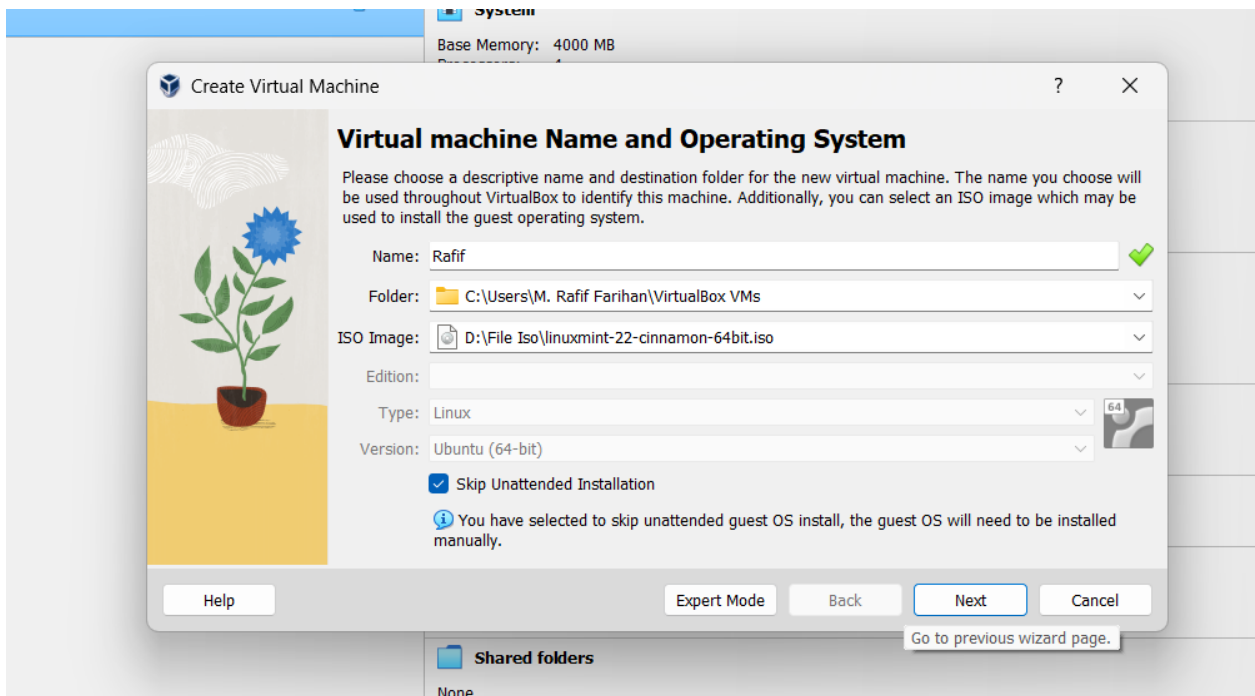 System
Base Memory: 4000 MB
Create Virtual Machine
?
Virtual machine Name and Operating System
Please choose a descriptive name and destination folder for the new virtual machine. The name you choose will
be used throughout VirtualBox to identify this machine. Additionally, you can select an ISO image which may be
used to install the guest operating system.
Name: Rafif
Folder: C:\Users\M. Rafif Farihan\VirtualBox VMs
ISO Image: D:\File Iso\linuxmint-22-cinnamon-64bit.iso
Edition:
Type: Linux
64
Version: Ubuntu (64-bit)
Skip Unattended Installation
You have selected to skip unattended guest OS install, the guest OS will need to be installed
manually.
Help Expert Mode Back Next Cancel
Go to previous wizard page.
Shared folders
None